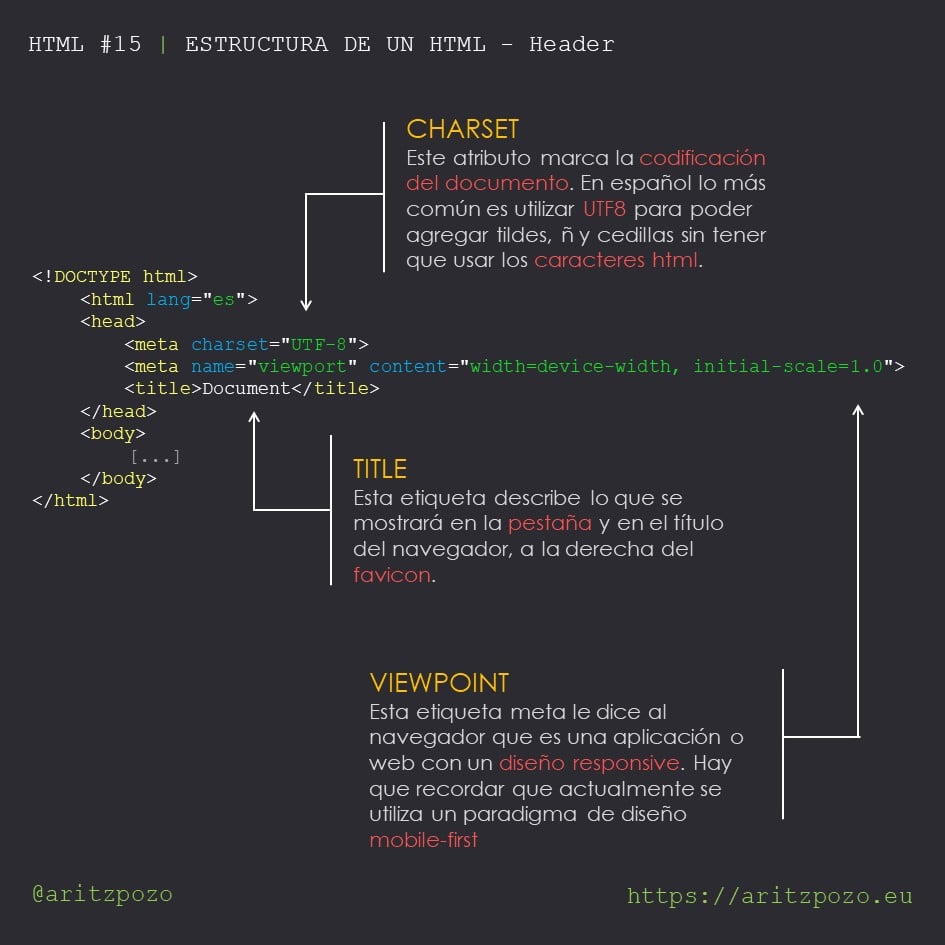 HTML #15 | ESTRUCTURA DE UN HTML - Header
CHARSET
Este atributo marca la codificación
del documento. En español lo más
común es utilizar UTF8 para poder
agregar tildes, ñ y cedillas sin tener
que usar los caracteres html.
<!DOCTYPE html>
<html lang="es">
<head>
<meta charset="UTF-8">
<meta name="viewport" content="width=device-width, initial-scale=1.0">
<title>Document</title>
</head>
<body>
[...]
</body>
</html>
TITLE
Esta etiqueta describe lo que se
mostrará en la pestaña y en el título
del navegador, a la derecha del
favicon.
VIEWPOINT
Esta etiqueta meta le dice al
navegador que es una aplicación o
web con un diseño responsive. Hay
que recordar que actualmente se
utiliza un paradigma de diseño
mobile-first
@aritzpozo
https://aritzpozo.eu